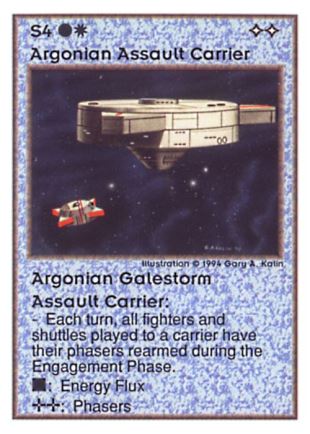 S4
Argonian Assault Carrier
Illustration © 1994 Gary A. Kalin
Argonian Galestorm
Assault Carrier:
- Each turn, all fighters and
shuttles played to a carrier have
their phasers rearmed during the
Engagement Phase.
: Energy Flux
: Phasers